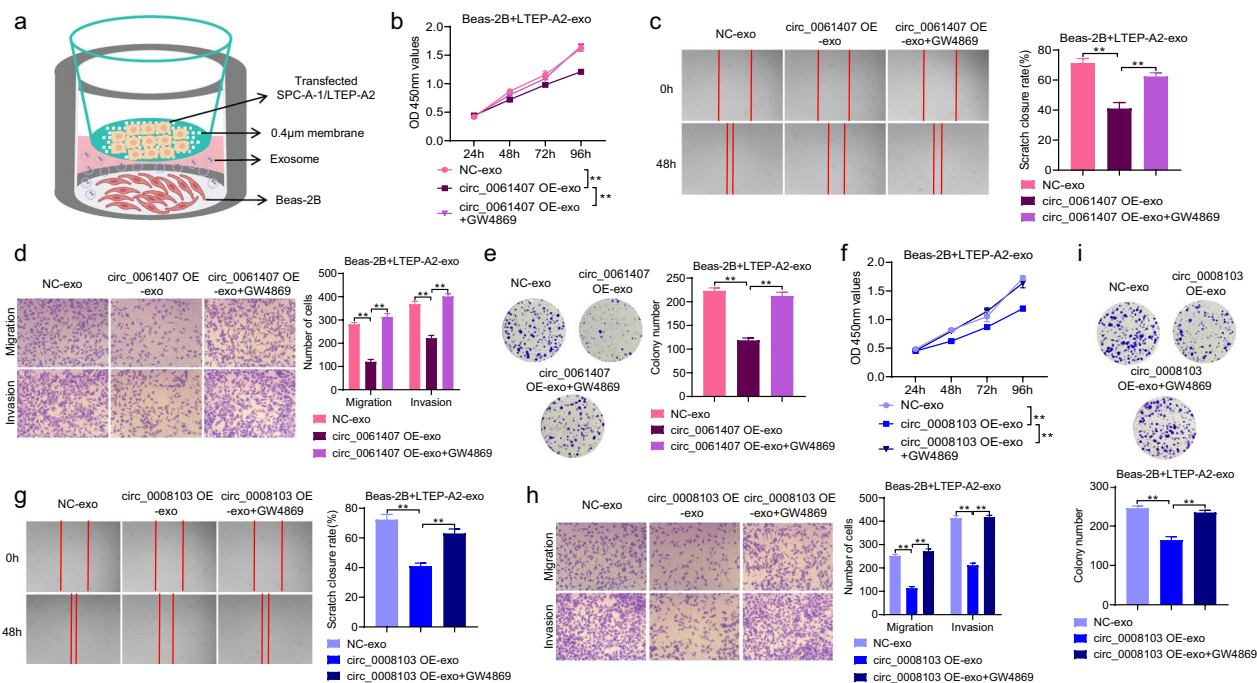 a
Transfected
SPC-A-1/LTEP-A2
0.4μm membrane
Exosome
Beas-2B
b
Beas-2B+LTEP-A2-exo
OD 450nm values
2.0
1.5
1.0
0.5
0.0
24h 48h 72h 96h
NC-exo
circ_0061407 OE-exo
circ_0061407 OE-exo
+GW4869
**
**
c
NC-exo
circ_0061407 OE
-exo
circ_0061407 OE
-exo+GW4869
0h
48h
Beas-2B+LTEP-A2-exo
Scratch closure rate(%)
80
60
40
20
0
** **
NC-exo
circ_0061407 OE-exo
circ_0061407 OE-exo+GW4869
d
NC-exo
circ_0061407 OE
-exo
circ_0061407 OE
-exo+GW4869
Migration
Invasion
Beas-2B+LTEP-A2-exo
Number of cells
500
400
300
200
100
0
** ** ** **
Migration Invasion
NC-exo
circ_0061407 OE-exo
circ_0061407 OE-exo+GW4869
e
NC-exo
circ_0061407
OE-exo
circ_0061407
OE-exo+GW4869
Beas-2B+LTEP-A2-exo
Colony number
250
200
150
100
50
0
** **
NC-exo
circ_0061407 OE-exo
circ_0061407 OE-exo+GW4869
f
Beas-2B+LTEP-A2-exo
OD 450nm values
2.0
1.5
1.0
0.5
0.0
24h 48h 72h 96h
NC-exo
circ_0008103 OE-exo
circ_0008103 OE-exo
+GW4869
**
**
i
NC-exo
circ_0008103
OE-exo
circ_0008103
OE-exo+GW4869
Beas-2B+LTEP-A2-exo
Colony number
300
200
100
0
** **
NC-exo
circ_0008103 OE-exo
circ_0008103 OE-exo+GW4869
g
NC-exo
circ_0008103 OE
-exo
circ_0008103 OE
-exo+GW4869
0h
48h
Beas-2B+LTEP-A2-exo
Scratch closure rate(%)
80
60
40
20
0
** **
NC-exo
circ_0008103 OE-exo
circ_0008103 OE-exo+GW4869
h
NC-exo
circ_0008103 OE
-exo
circ_0008103 OE
-exo+GW4869
Migration
Invasion
Beas-2B+LTEP-A2-exo
Number of cells
500
400
300
200
100
0
** ** ** **
Migration Invasion
NC-exo
circ_0008103 OE-exo
circ_0008103 OE-exo+GW4869